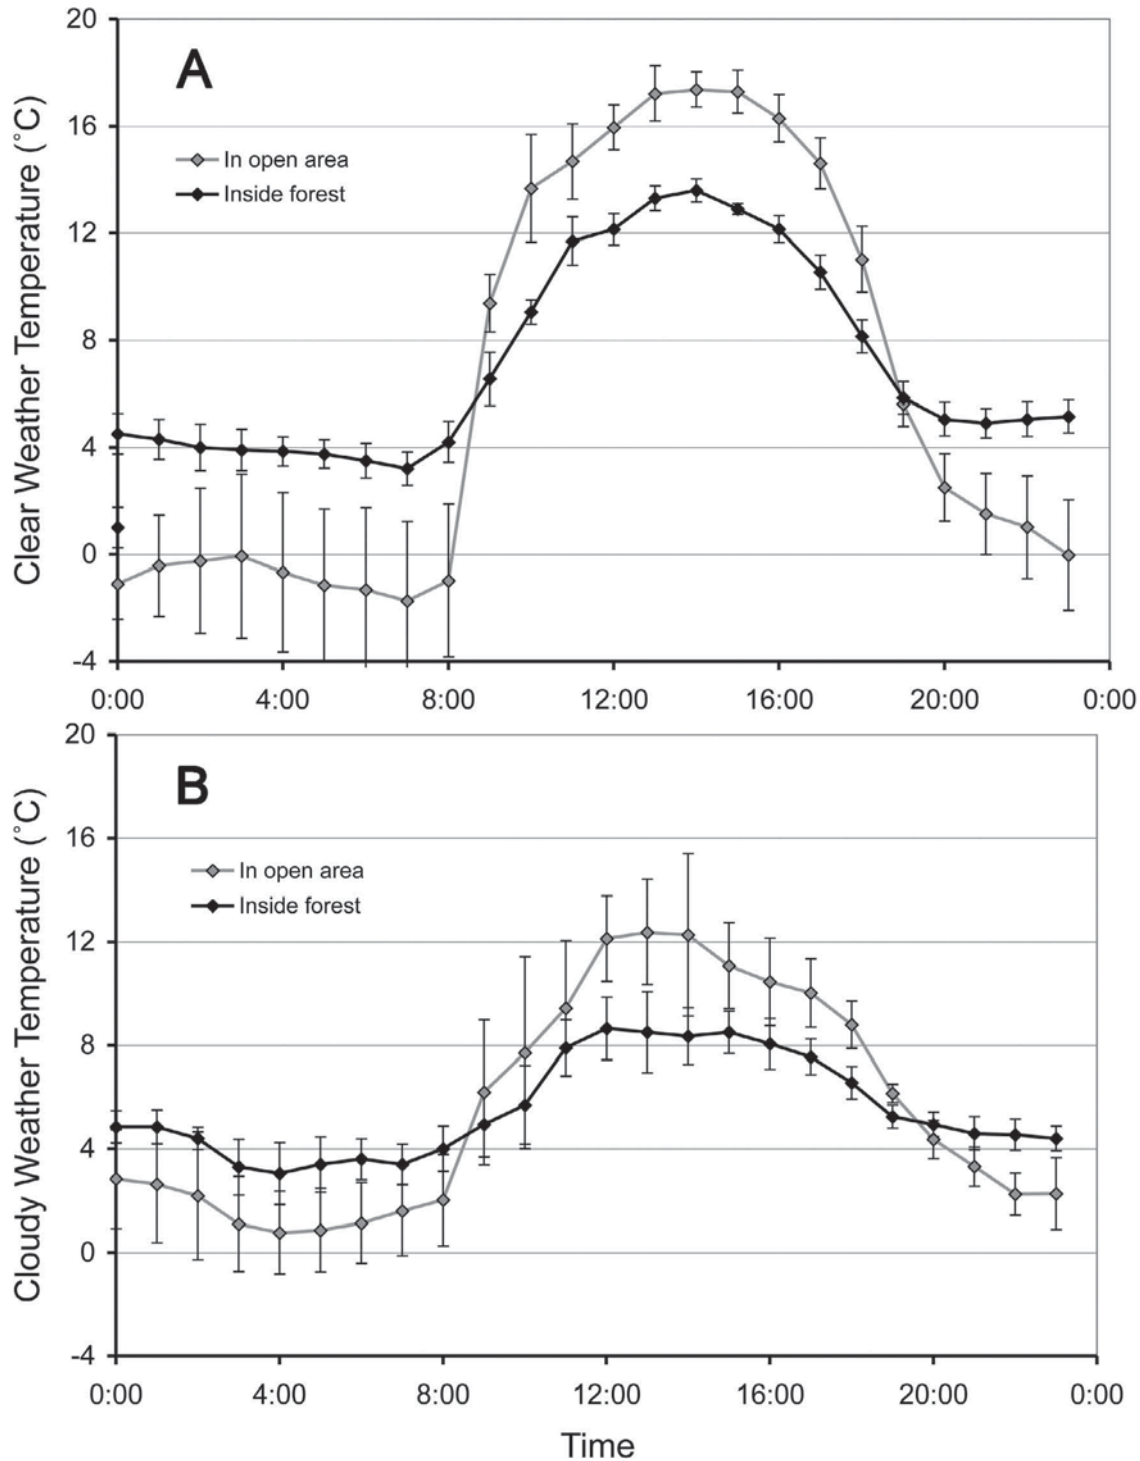 20
16
12
8
4
0
-4
Clear Weather Temperature (˚C)
A
In open area
Inside forest
0:00 4:00 8:00 12:00 16:00 20:00 0:00
20
16
12
8
4
0
-4
Cloudy Weather Temperature (˚C)
B
In open area
Inside forest
0:00 4:00 8:00 12:00 16:00 20:00 0:00
Time